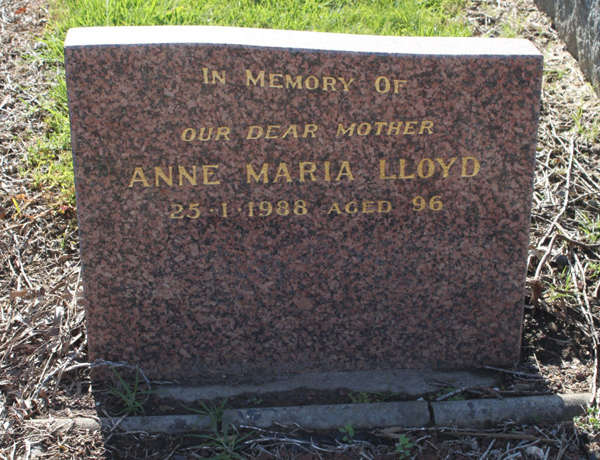 In Memory Of
OUR DEAR MOTHER
ANNE MARIA LLOYD
25·1·1988 AGED 96